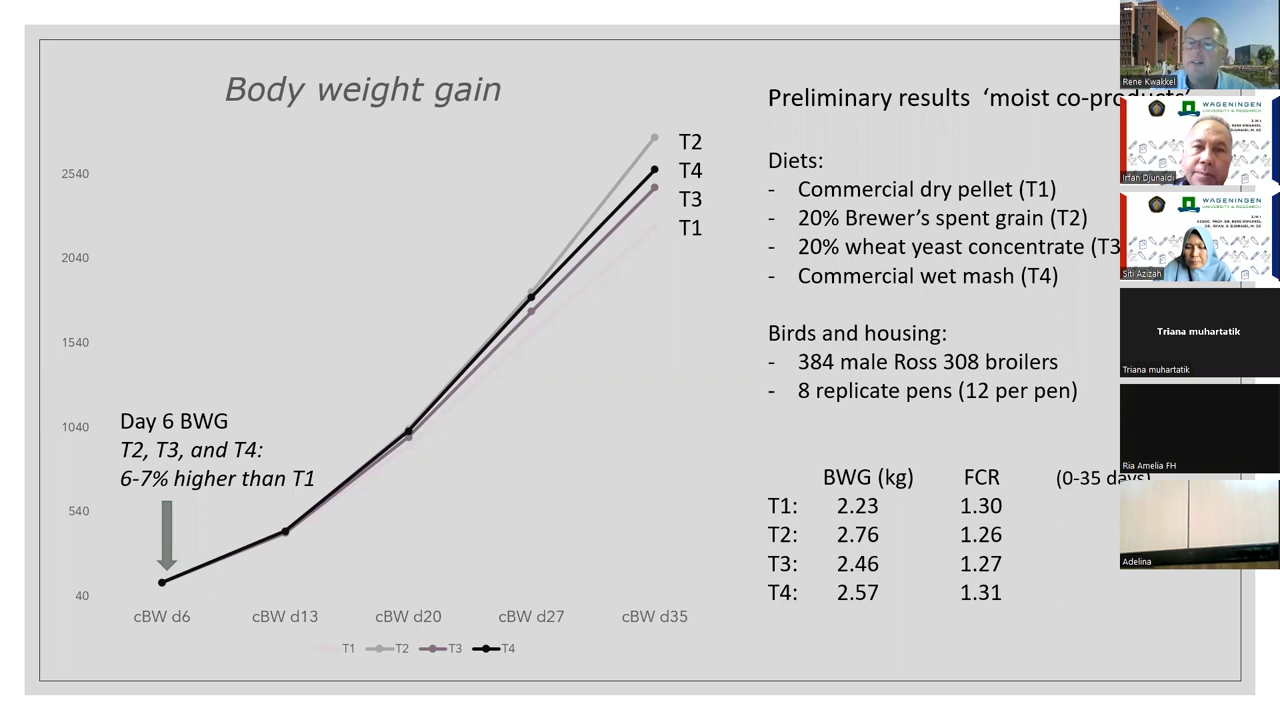 Body weight gain
2540
2040
1540
1040
540
40
T2
T4
T3
T1
Day 6 BWG
T2, T3, and T4:
6-7% higher than T1
cBW d6
cBW d13
cBW d20
cBW d27
cBW d35
T1 T2 T3 T4
Preliminary results ‘moist co-products’
Diets:
- Commercial dry pellet (T1)
- 20% Brewer’s spent grain (T2)
- 20% wheat yeast concentrate (T3
- Commercial wet mash (T4)
Birds and housing:
- 384 male Ross 308 broilers
- 8 replicate pens (12 per pen)
BWG (kg) FCR (0-35 days)
T1: 2.23 1.30
T2: 2.76 1.26
T3: 2.46 1.27
T4: 2.57 1.31
Rene Kwakkel
WAGENINGEN
Irfan Djunaidi
WAGENINGEN
Siti Azizah
Triana muhartatik
Triana muhartatik
Ria Amelia FH
Adelina